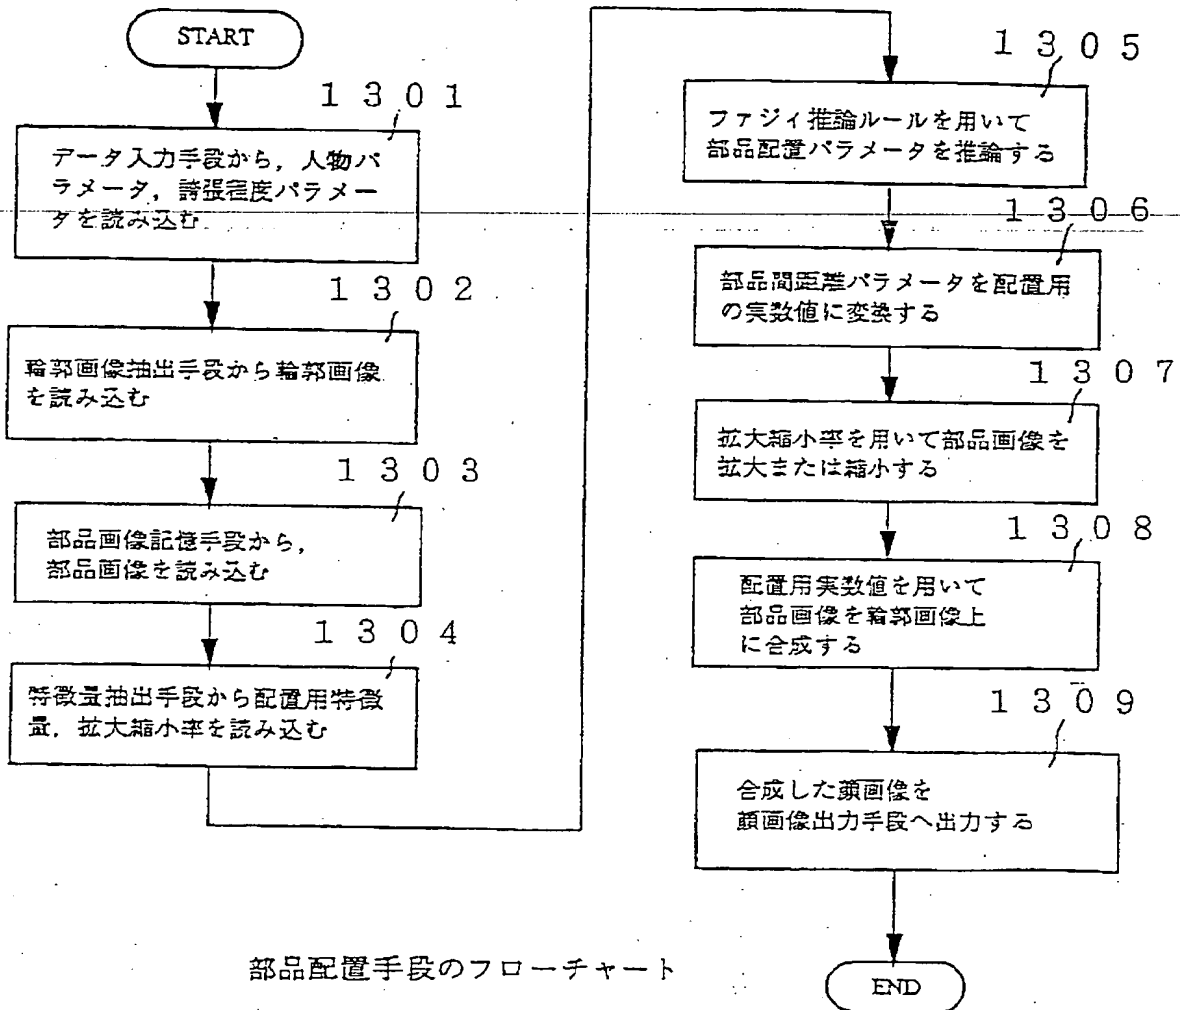 START
1301
データ入力手段から，人物パ
ラメータ，誇張程度パラメー
タを読み込む
1302
輪郭画像抽出手段から輪郭画像
を読み込む
1303
部品画像記憶手段から，
部品画像を読み込む
1304
特徴量抽出手段から配置用特徴
量，拡大縮小率を読み込む
1305
ファジィ推論ルールを用いて
部品配置パラメータを推論する
1306
部品間距離パラメータを配置用
の実数値に変換する
1307
拡大縮小率を用いて部品画像を
拡大または縮小する
1308
配置用実数値を用いて
部品画像を輪郭画像上
に合成する
1309
合成した顔画像を
顔画像出力手段へ出力する
END
部品配置手段のフローチャート